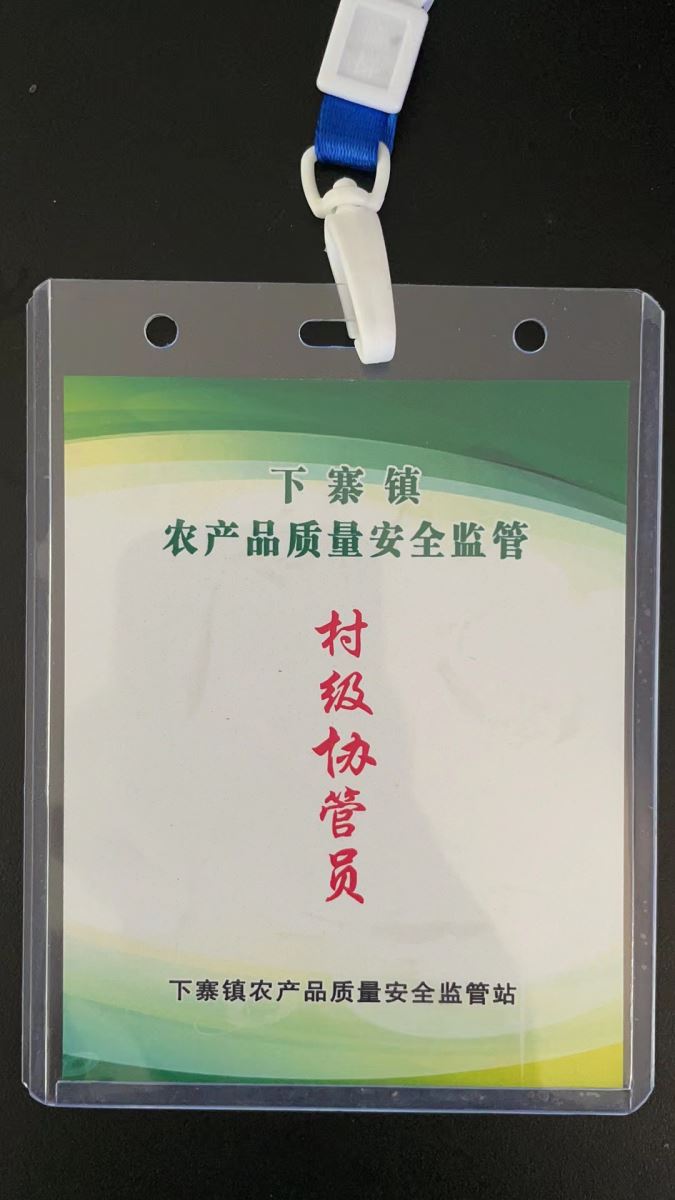 下寨镇
农产品质量安全监管
村级协管员
下寨镇农产品质量安全监管站